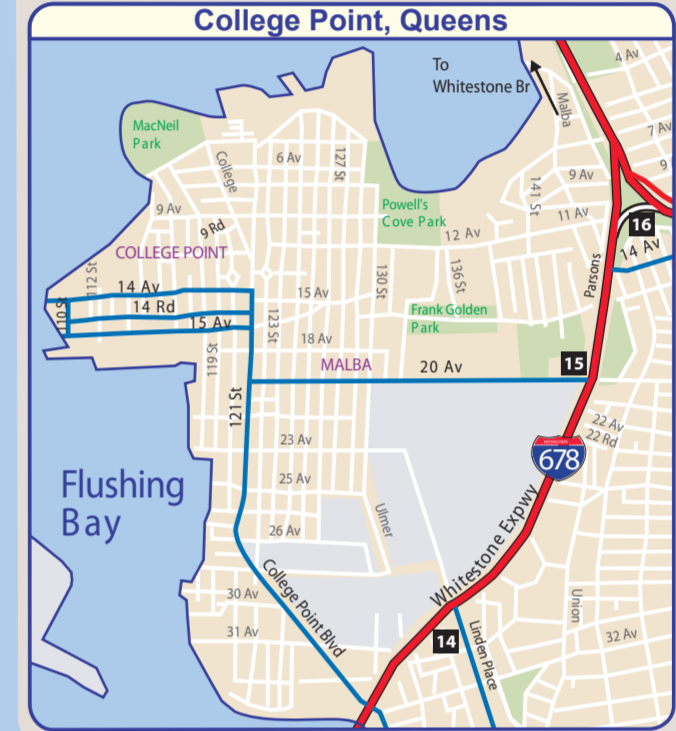 College Point, Queens
To
Whitestone Br
4 Av
Malba
MacNeil
Park
7 Av
College
6 Av
127 St
9
9 Av
141 St
9 Av
Powell's
Cove Park
11 Av
16
9 Rd
12 Av
14 Av
COLLEGE POINT
112 St
130 St
136 St
Parsons
14 Av
15 Av
110 St
14 Rd
Frank Golden
Park
15 Av
123 St
18 Av
119 St
MALBA
20 Av
15
121 St
22 Av
22 Rd
23 Av
INTERSTATE
678
25 Av
Flushing
Bay
Ulmer
26 Av
Whitestone Expwy
College Point Blvd
30 Av
Union
31 Av
14
Linden Place
32 Av